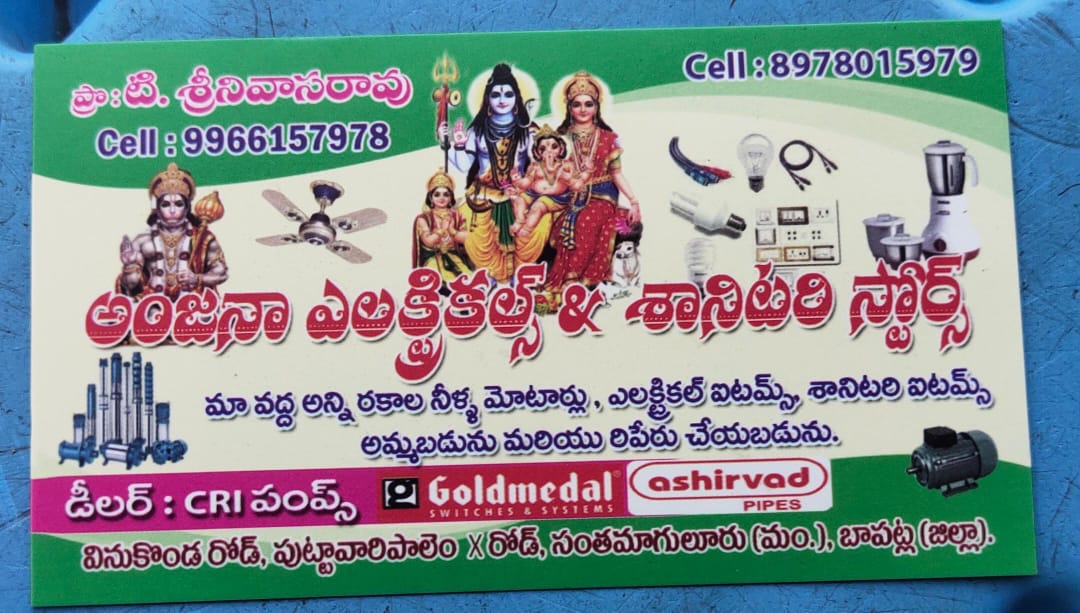 ప్రొ: టి. శ్రీనివాసరావు
Cell : 9966157978
Cell : 8978015979
అంజనా ఎలక్ట్రికల్స్ & శానిటరి స్టోర్స్
మా వద్ద అన్ని రకాల నీళ్ళ మోటార్లు, ఎలక్ట్రికల్ ఐటమ్స్, శానిటరి ఐటమ్స్
అమ్మబడును మరియు రిపేరు చేయబడును.
డీలర్ : CRI పంప్స్
Goldmedal
SWITCHES & SYSTEMS
ashirvad
PIPES
వినుకొండ రోడ్, పుట్టావారిపాలెం X రోడ్, సంతమాగులూరు (మం.), బాపట్ల (జిల్లా).